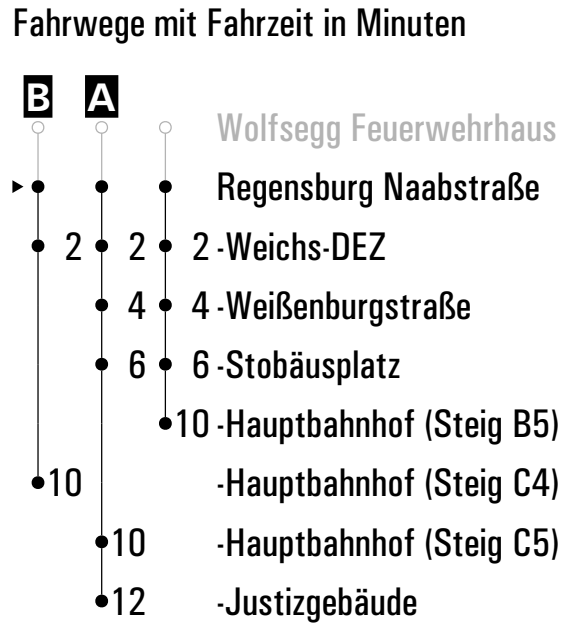 Fahrwege mit Fahrzeit in Minuten
B A
Wolfsegg Feuerwehrhaus
Regensburg Naabstraße
2 2 2 -Weichs-DEZ
4 4 -Weißenburgstraße
6 6 -Stobäusplatz
10 -Hauptbahnhof (Steig B5)
10 -Hauptbahnhof (Steig C4)
10 -Hauptbahnhof (Steig C5)
12 -Justizgebäude